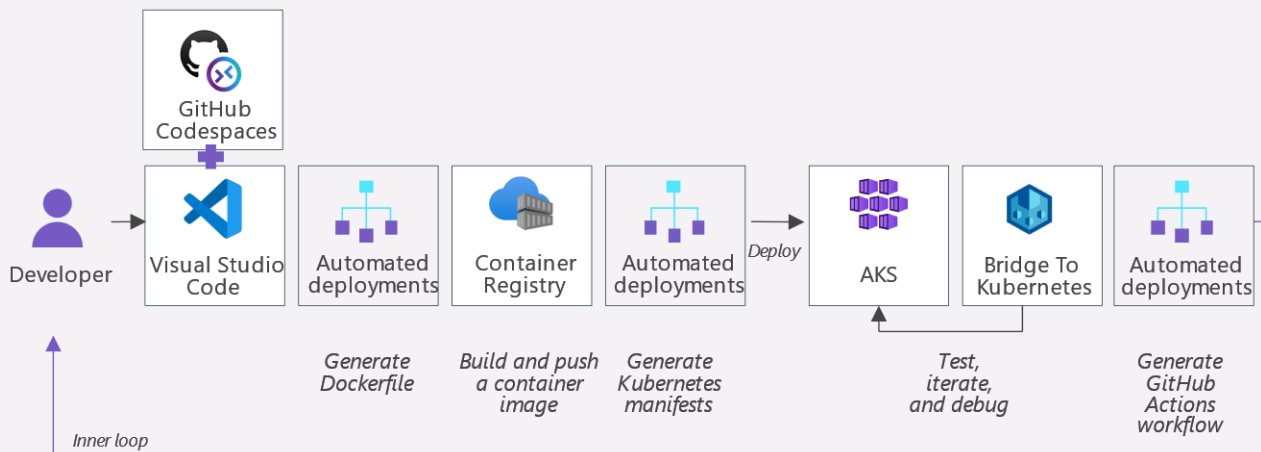 GitHub
Codespaces
Developer
Visual Studio
Code
Automated
deployments
Container
Registry
Automated
deployments
Deploy
AKS
Bridge To
Kubernetes
Automated
deployments
Generate
Dockerfile
Build and push
a container
image
Generate
Kubernetes
manifests
Test,
iterate,
and debug
Generate
GitHub
Actions
workflow
Inner loop